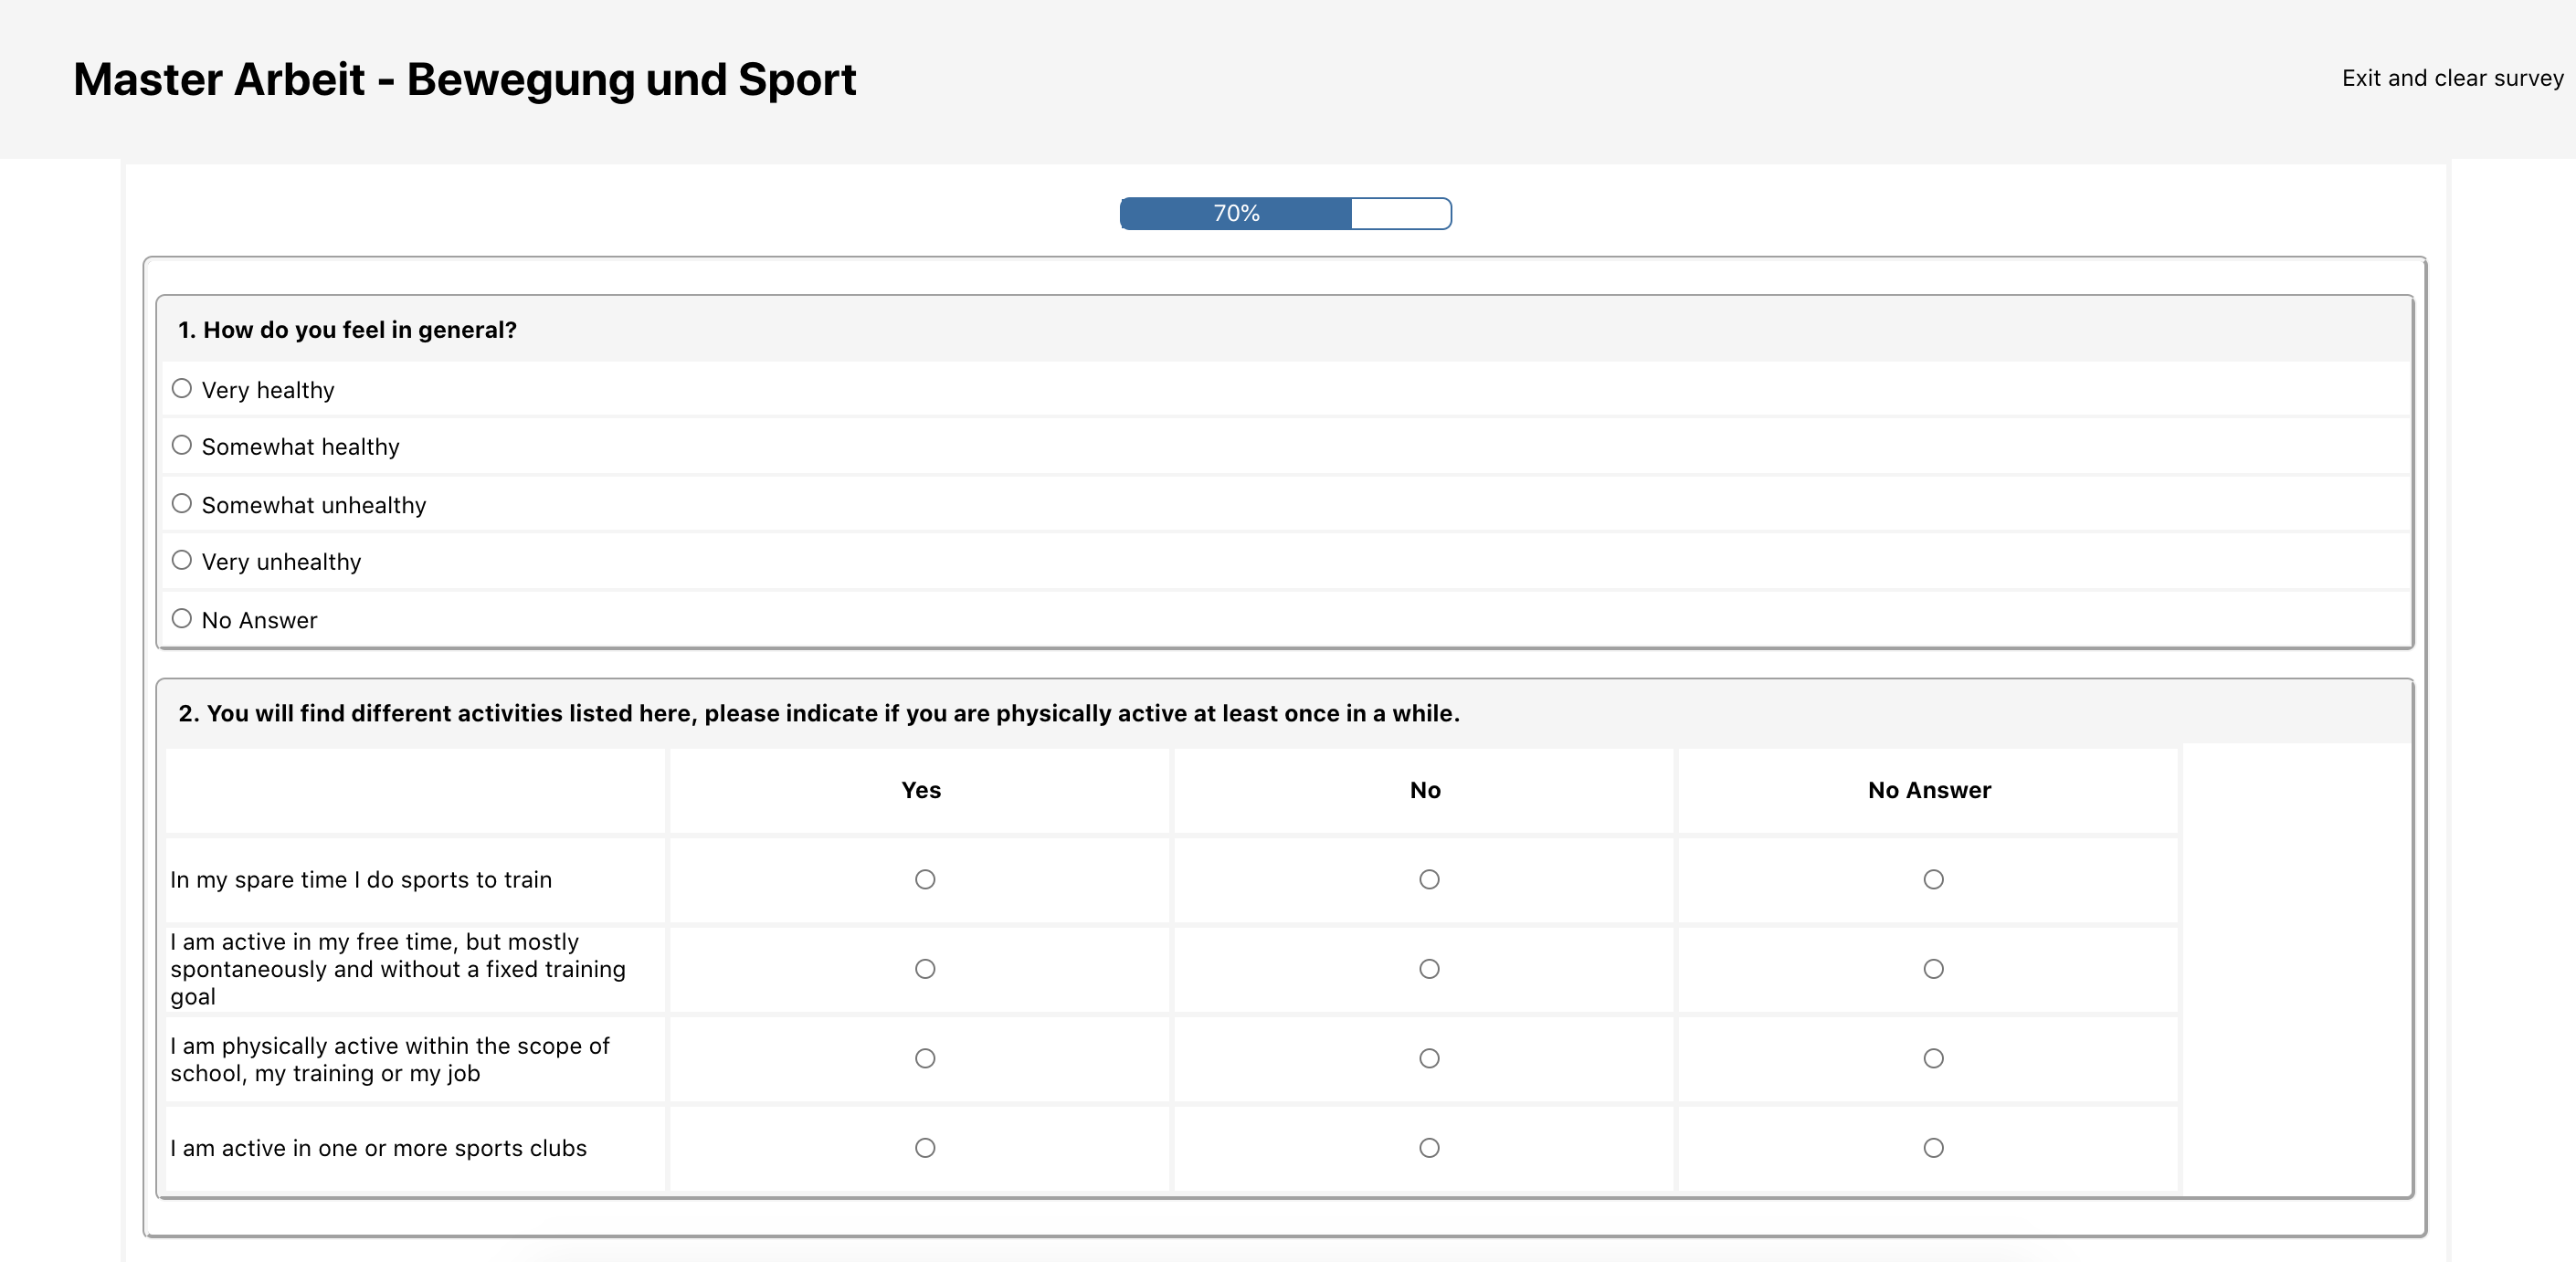 Master Arbeit - Bewegung und Sport
Exit and clear survey
70%
1. How do you feel in general?
Very healthy
Somewhat healthy
Somewhat unhealthy
Very unhealthy
No Answer
2. You will find different activities listed here, please indicate if you are physically active at least once in a while.
Yes No No Answer
In my spare time I do sports to train
I am active in my free time, but mostly
spontaneously and without a fixed training
goal
I am physically active within the scope of
school, my training or my job
I am active in one or more sports clubs